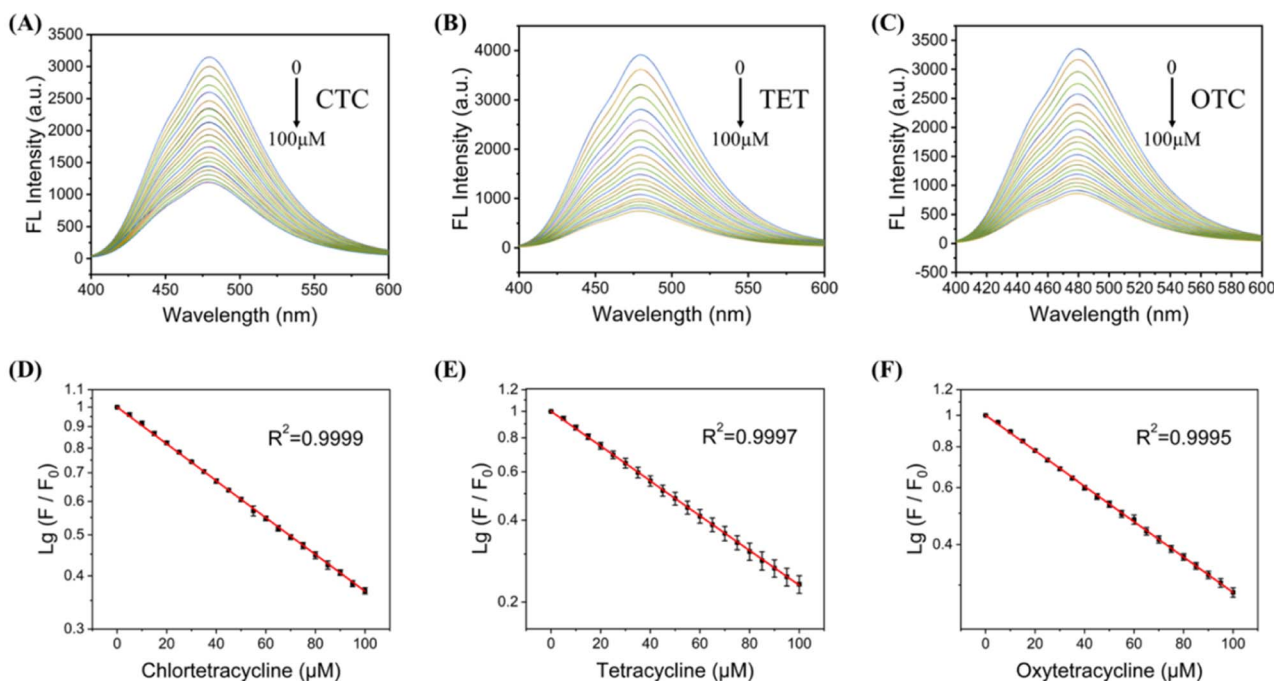 (A)
FL Intensity (a.u.)
3500
3000
2500
2000
1500
1000
500
0
0
CTC
100μM
400
450
500
550
600
Wavelength (nm)
(B)
FL Intensity (a.u.)
4000
3000
2000
1000
0
0
TET
100μM
400
450
500
550
600
Wavelength (nm)
(C)
FL Intensity (a.u.)
3500
3000
2500
2000
1500
1000
500
0
-500
0
OTC
100μM
400 420 440 460 480 500 520 540 560 580 600
Wavelength (nm)
(D)
Lg (F / F₀)
1.1
1
0.9
0.8
0.7
0.6
0.5
0.4
0.3
R²=0.9999
0 20 40 60 80 100
Chlortetracycline (μM)
(E)
Lg (F / F₀)
1.2
1
0.8
0.6
0.4
0.2
R²=0.9997
0 20 40 60 80 100
Tetracycline (μM)
(F)
Lg (F / F₀)
1.2
1
0.8
0.6
0.4
R²=0.9995
0 20 40 60 80 100
Oxytetracycline (μM)